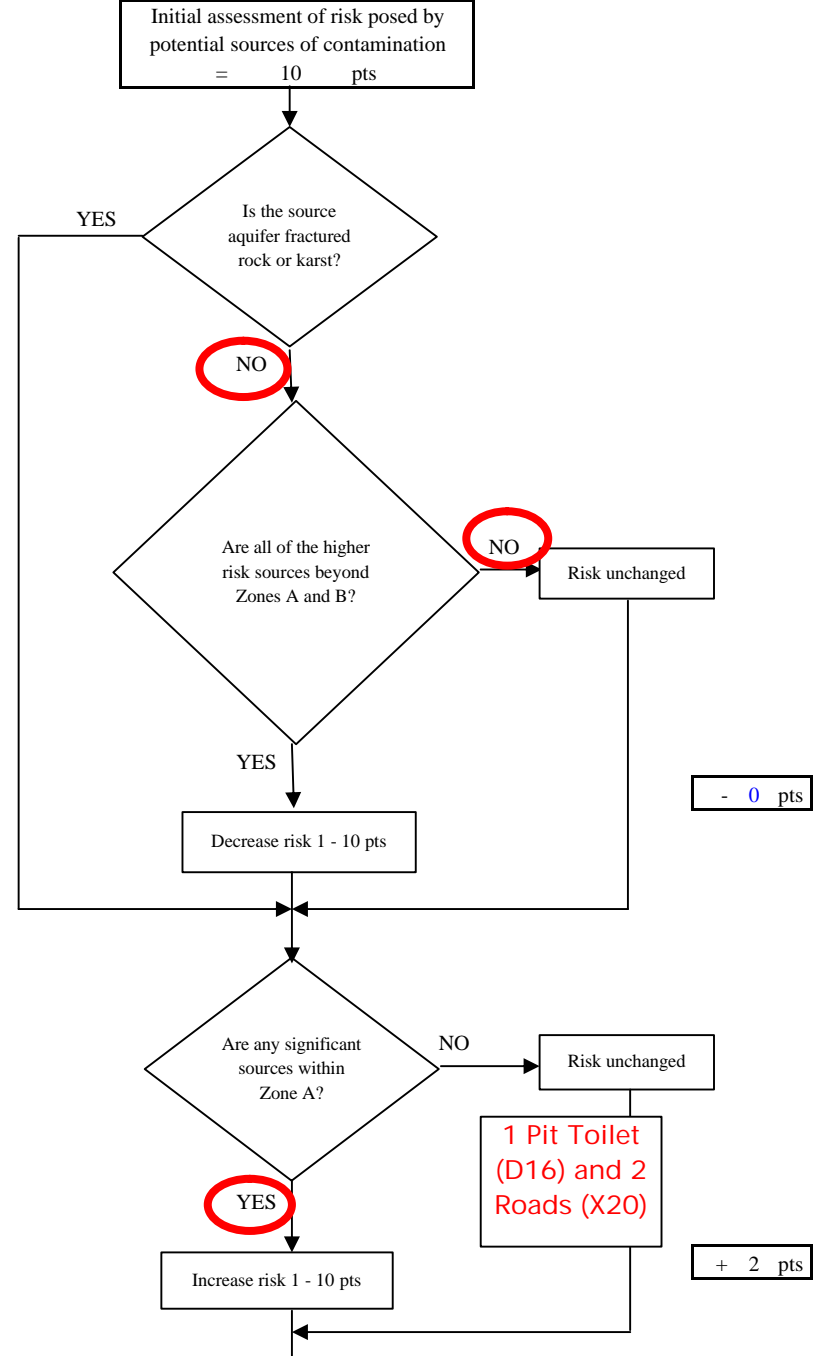 Initial assessment of risk posed by
potential sources of contamination
= 10 pts
YES
Is the source
aquifer fractured
rock or karst?
NO
Are all of the higher
risk sources beyond
Zones A and B?
NO
Risk unchanged
YES
- 0 pts
Decrease risk 1 - 10 pts
Are any significant
sources within
Zone A?
NO
Risk unchanged
1 Pit Toilet
(D16) and 2
Roads (X20)
YES
+ 2 pts
Increase risk 1 - 10 pts